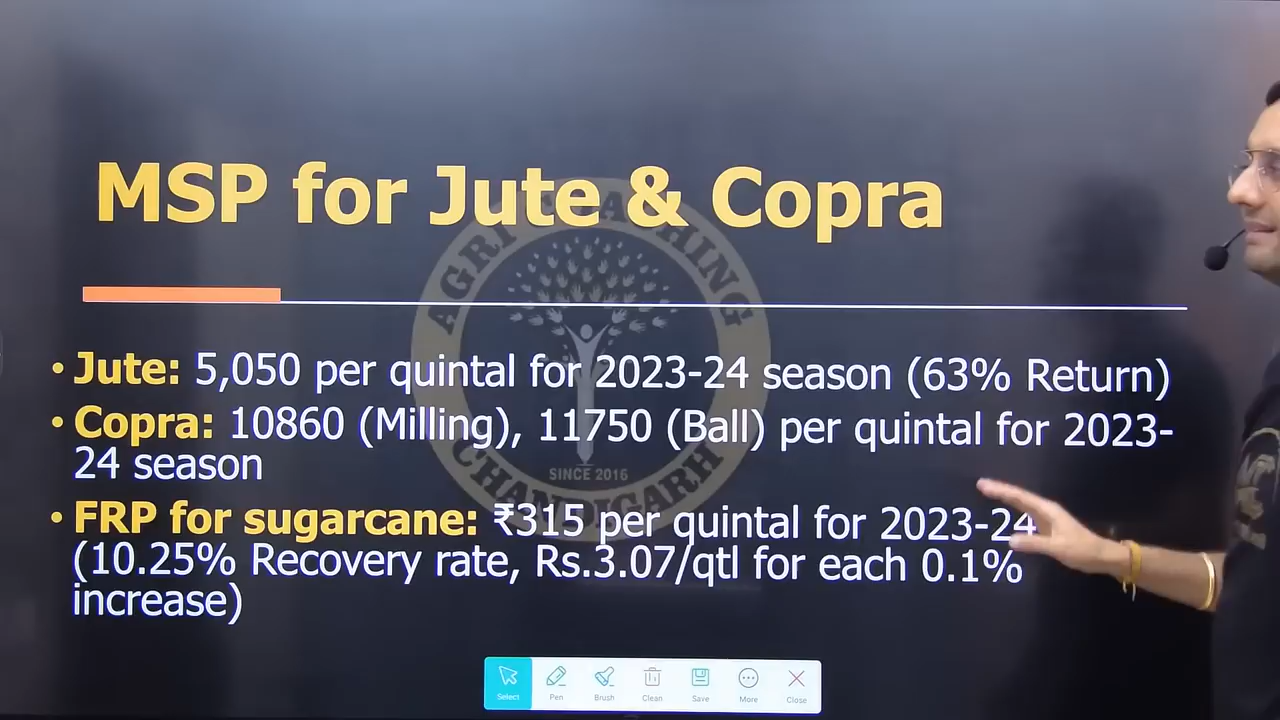 MSP for Jute & Copra
• Jute: 5,050 per quintal for 2023-24 season (63% Return)
• Copra: 10860 (Milling), 11750 (Ball) per quintal for 2023-
24 season
• FRP for sugarcane: ₹315 per quintal for 2023-24
(10.25% Recovery rate, Rs.3.07/qtl for each 0.1%
increase)
AGRI COACHING
SINCE 2016
CHANDIGARH
Select Pen Brush Clean Save More Close